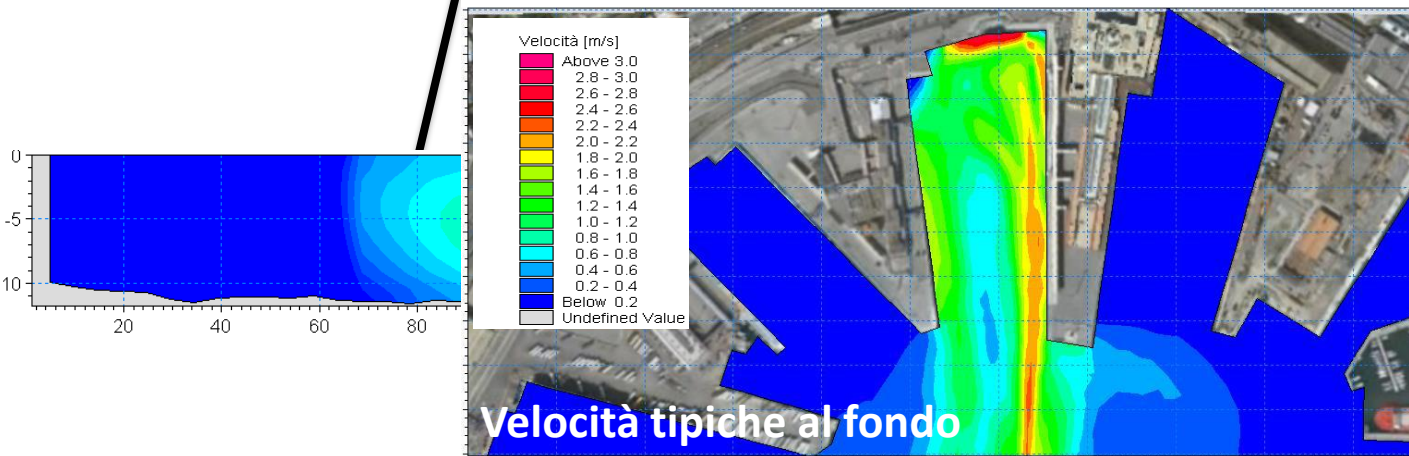 Velocità [m/s]
Above 3.0
2.8 - 3.0
2.6 - 2.8
2.4 - 2.6
2.2 - 2.4
2.0 - 2.2
1.8 - 2.0
1.6 - 1.8
1.4 - 1.6
1.2 - 1.4
1.0 - 1.2
0.8 - 1.0
0.6 - 0.8
0.4 - 0.6
0.2 - 0.4
Below 0.2
Undefined Value
0
-5
10
20 40 60 80
Velocità tipiche al fondo